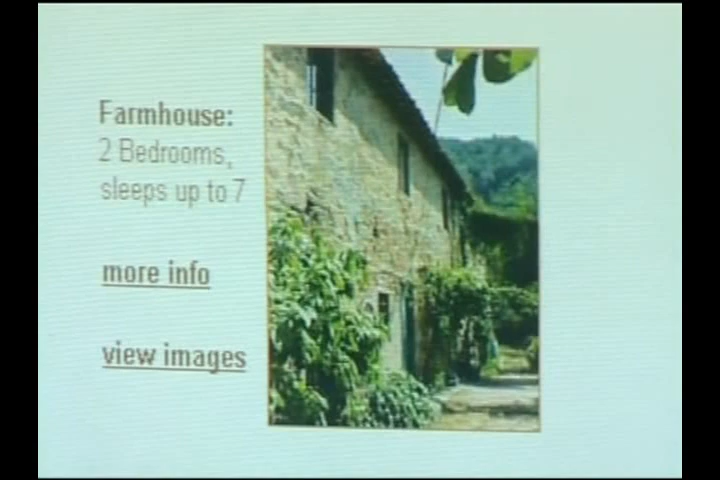 Farmhouse:
2 Bedrooms,
sleeps up to 7
more info
view images